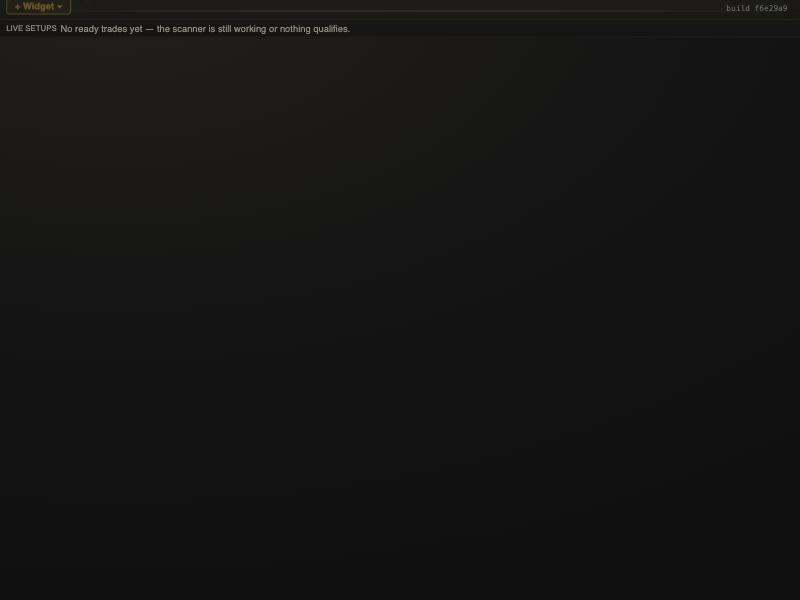 + Widget
build f6e29a9
LIVE SETUPS No ready trades yet — the scanner is still working or nothing qualifies.